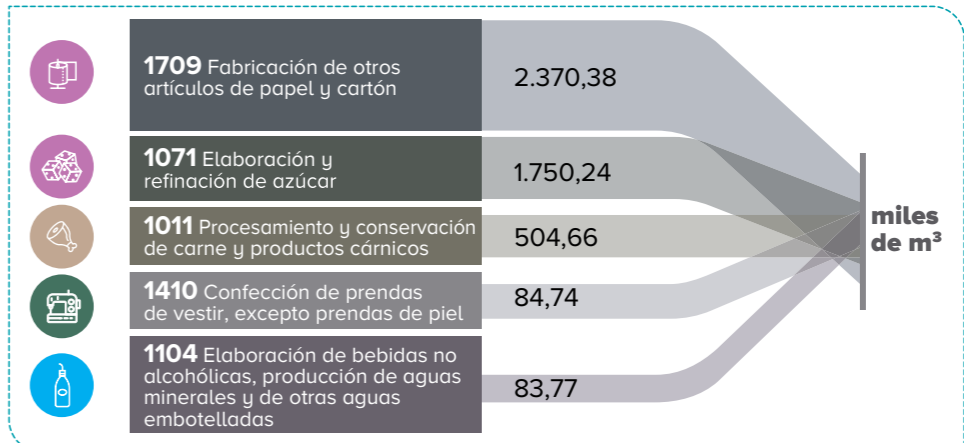 1709 Fabricación de otros
artículos de papel y cartón
2.370,38
1071 Elaboración y
refinación de azúcar
1.750,24
1011 Procesamiento y conservación
de carne y productos cárnicos
504,66
1410 Confección de prendas
de vestir, excepto prendas de piel
84,74
1104 Elaboración de bebidas no
alcohólicas, producción de aguas
minerales y de otras aguas
embotelladas
83,77
miles
de m³